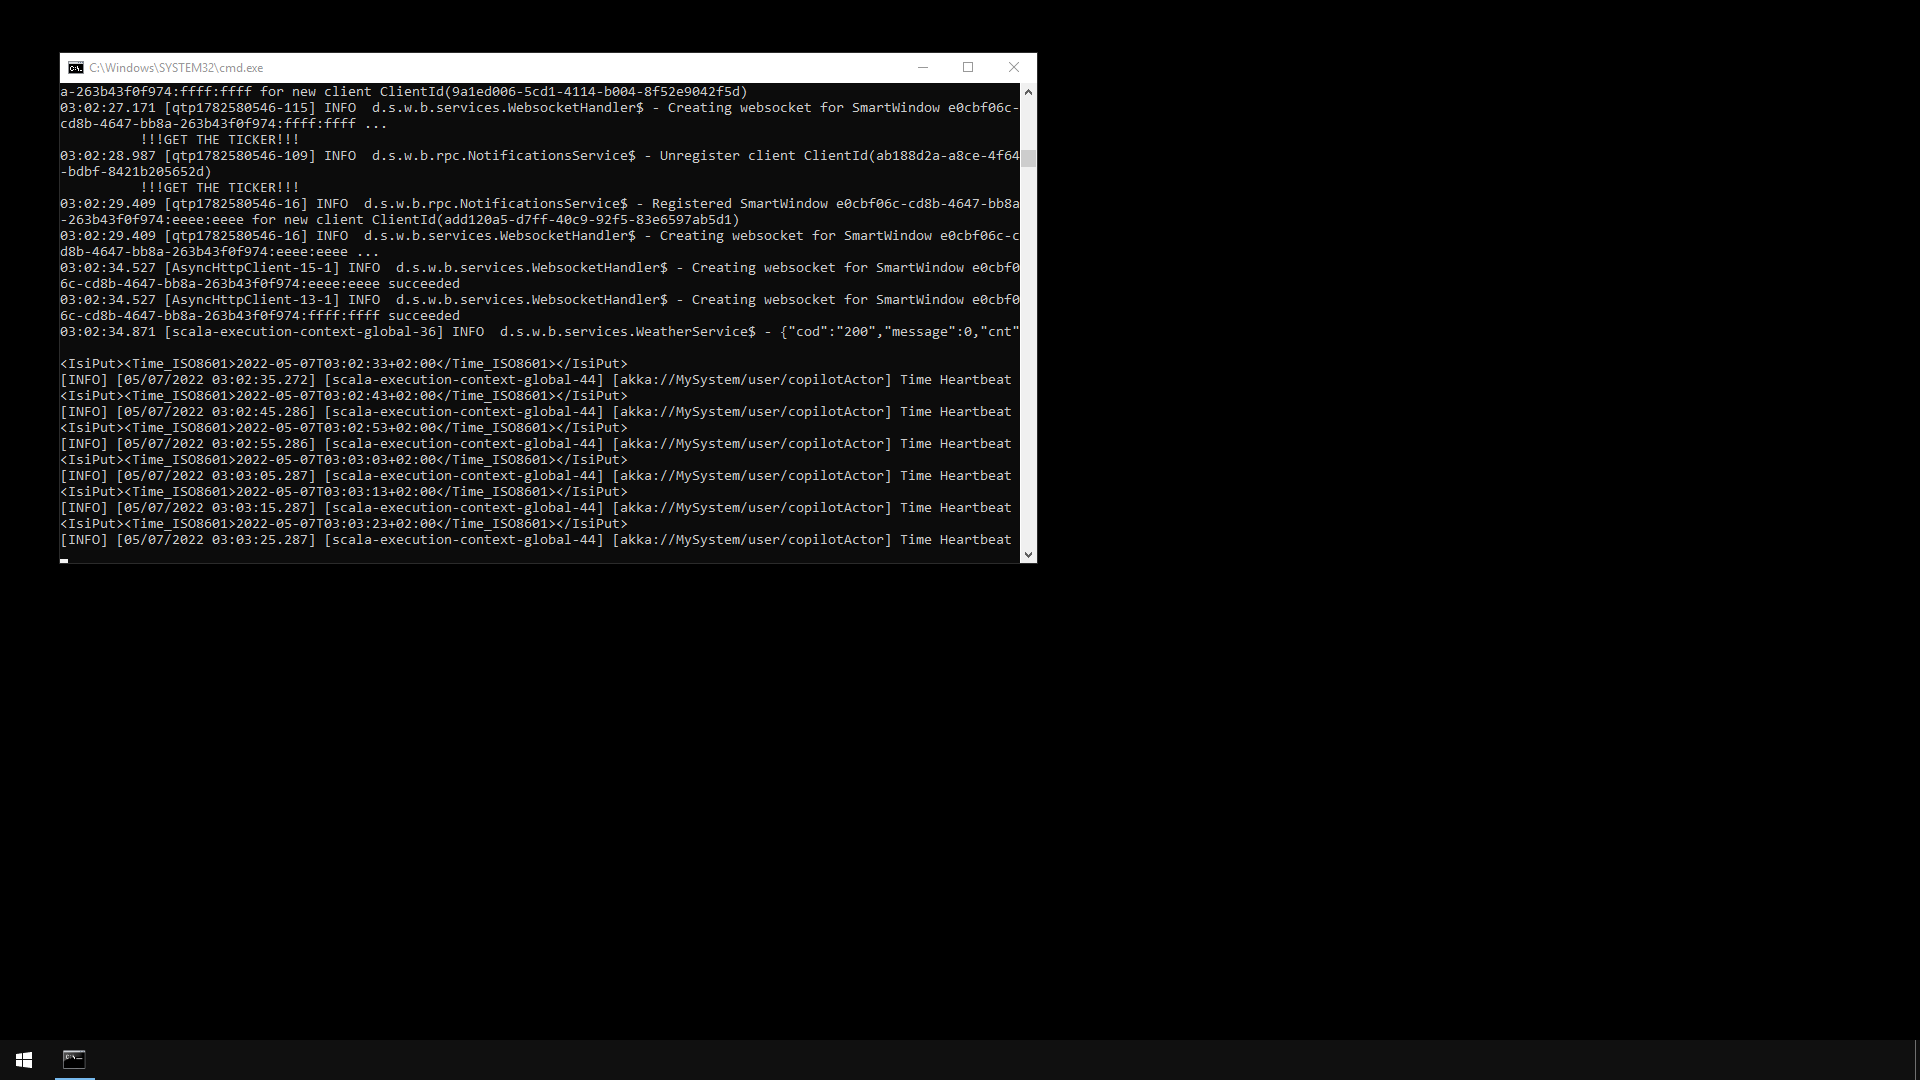 C:\Windows\SYSTEM32\cmd.exe
a-263b43f0f974:ffff:ffff for new client ClientId(9a1ed006-5cd1-4114-b004-8f52e9042f5d)
03:02:27.171 [qtp1782580546-115] INFO  d.s.w.b.services.WebsocketHandler$ - Creating websocket for SmartWindow e0cbf06c-
cd8b-4647-bb8a-263b43f0f974:ffff:ffff ...
!!!GET THE TICKER!!!
03:02:28.987 [qtp1782580546-109] INFO  d.s.w.b.rpc.NotificationsService$ - Unregister client ClientId(ab188d2a-a8ce-4f64
-bdbf-8421b205652d)
!!!GET THE TICKER!!!
03:02:29.409 [qtp1782580546-16] INFO  d.s.w.b.rpc.NotificationsService$ - Registered SmartWindow e0cbf06c-cd8b-4647-bb8a
-263b43f0f974:eeee:eeee for new client ClientId(add120a5-d7ff-40c9-92f5-83e6597ab5d1)
03:02:29.409 [qtp1782580546-16] INFO  d.s.w.b.services.WebsocketHandler$ - Creating websocket for SmartWindow e0cbf06c-c
d8b-4647-bb8a-263b43f0f974:eeee:eeee ...
03:02:34.527 [AsyncHttpClient-15-1] INFO  d.s.w.b.services.WebsocketHandler$ - Creating websocket for SmartWindow e0cbf0
6c-cd8b-4647-bb8a-263b43f0f974:eeee:eeee succeeded
03:02:34.527 [AsyncHttpClient-13-1] INFO  d.s.w.b.services.WebsocketHandler$ - Creating websocket for SmartWindow e0cbf0
6c-cd8b-4647-bb8a-263b43f0f974:ffff:ffff succeeded
03:02:34.871 [scala-execution-context-global-36] INFO  d.s.w.b.services.WeatherService$ - {"cod":"200","message":0,"cnt"
<IsiPut><Time_ISO8601>2022-05-07T03:02:33+02:00</Time_ISO8601></IsiPut>
[INFO] [05/07/2022 03:02:35.272] [scala-execution-context-global-44] [akka://MySystem/user/copilotActor] Time Heartbeat
<IsiPut><Time_ISO8601>2022-05-07T03:02:43+02:00</Time_ISO8601></IsiPut>
[INFO] [05/07/2022 03:02:45.286] [scala-execution-context-global-44] [akka://MySystem/user/copilotActor] Time Heartbeat
<IsiPut><Time_ISO8601>2022-05-07T03:02:53+02:00</Time_ISO8601></IsiPut>
[INFO] [05/07/2022 03:02:55.286] [scala-execution-context-global-44] [akka://MySystem/user/copilotActor] Time Heartbeat
<IsiPut><Time_ISO8601>2022-05-07T03:03:03+02:00</Time_ISO8601></IsiPut>
[INFO] [05/07/2022 03:03:05.287] [scala-execution-context-global-44] [akka://MySystem/user/copilotActor] Time Heartbeat
<IsiPut><Time_ISO8601>2022-05-07T03:03:13+02:00</Time_ISO8601></IsiPut>
[INFO] [05/07/2022 03:03:15.287] [scala-execution-context-global-44] [akka://MySystem/user/copilotActor] Time Heartbeat
<IsiPut><Time_ISO8601>2022-05-07T03:03:23+02:00</Time_ISO8601></IsiPut>
[INFO] [05/07/2022 03:03:25.287] [scala-execution-context-global-44] [akka://MySystem/user/copilotActor] Time Heartbeat